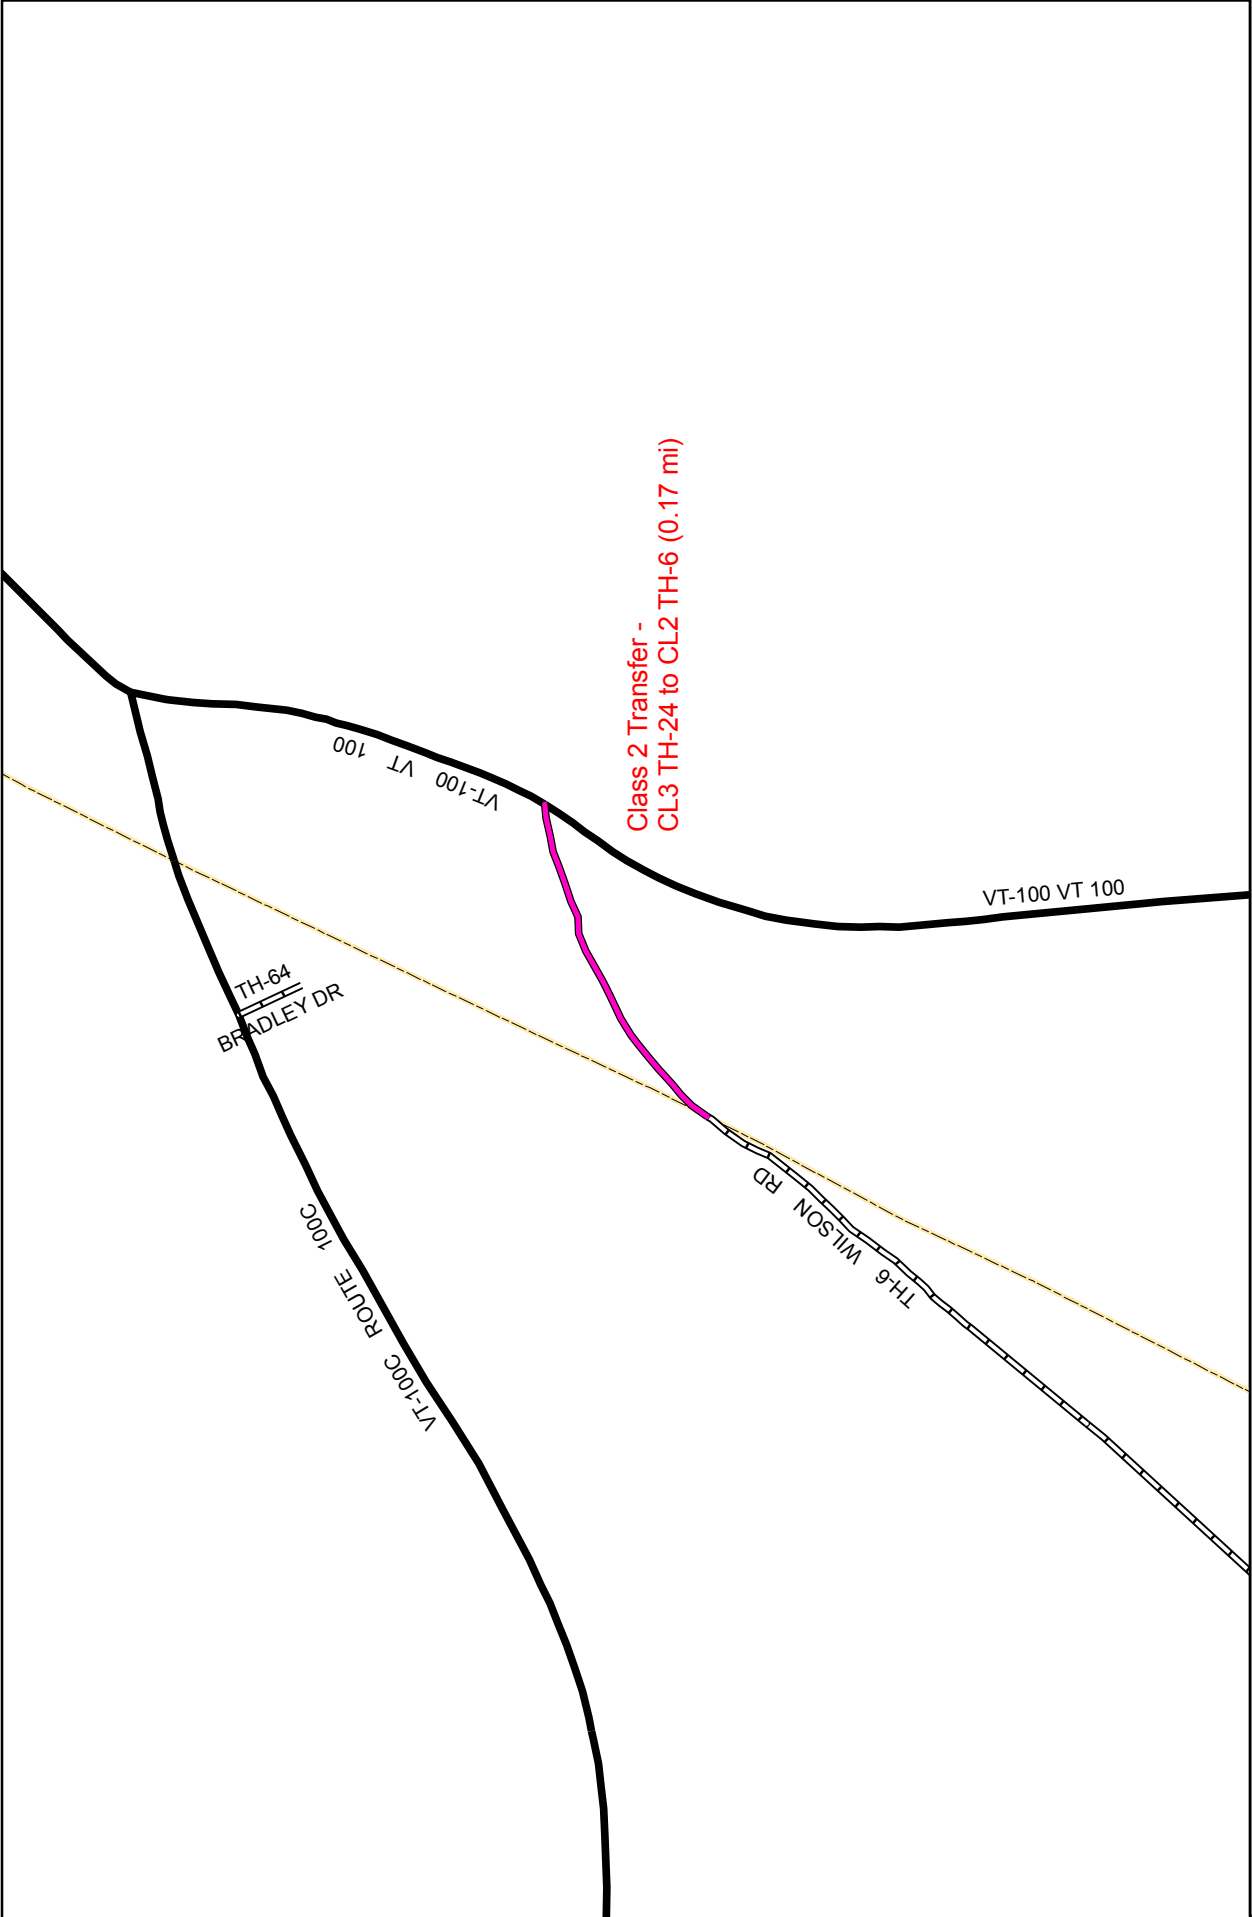 Class 2 Transfer -
CL3 TH-24 to CL2 TH-6 (0.17 mi)
VT-100 VT 100
VT-100 VT 100
TH-64
BRADLEY DR
VT-100C ROUTE 100C
TH-6 WILSON RD